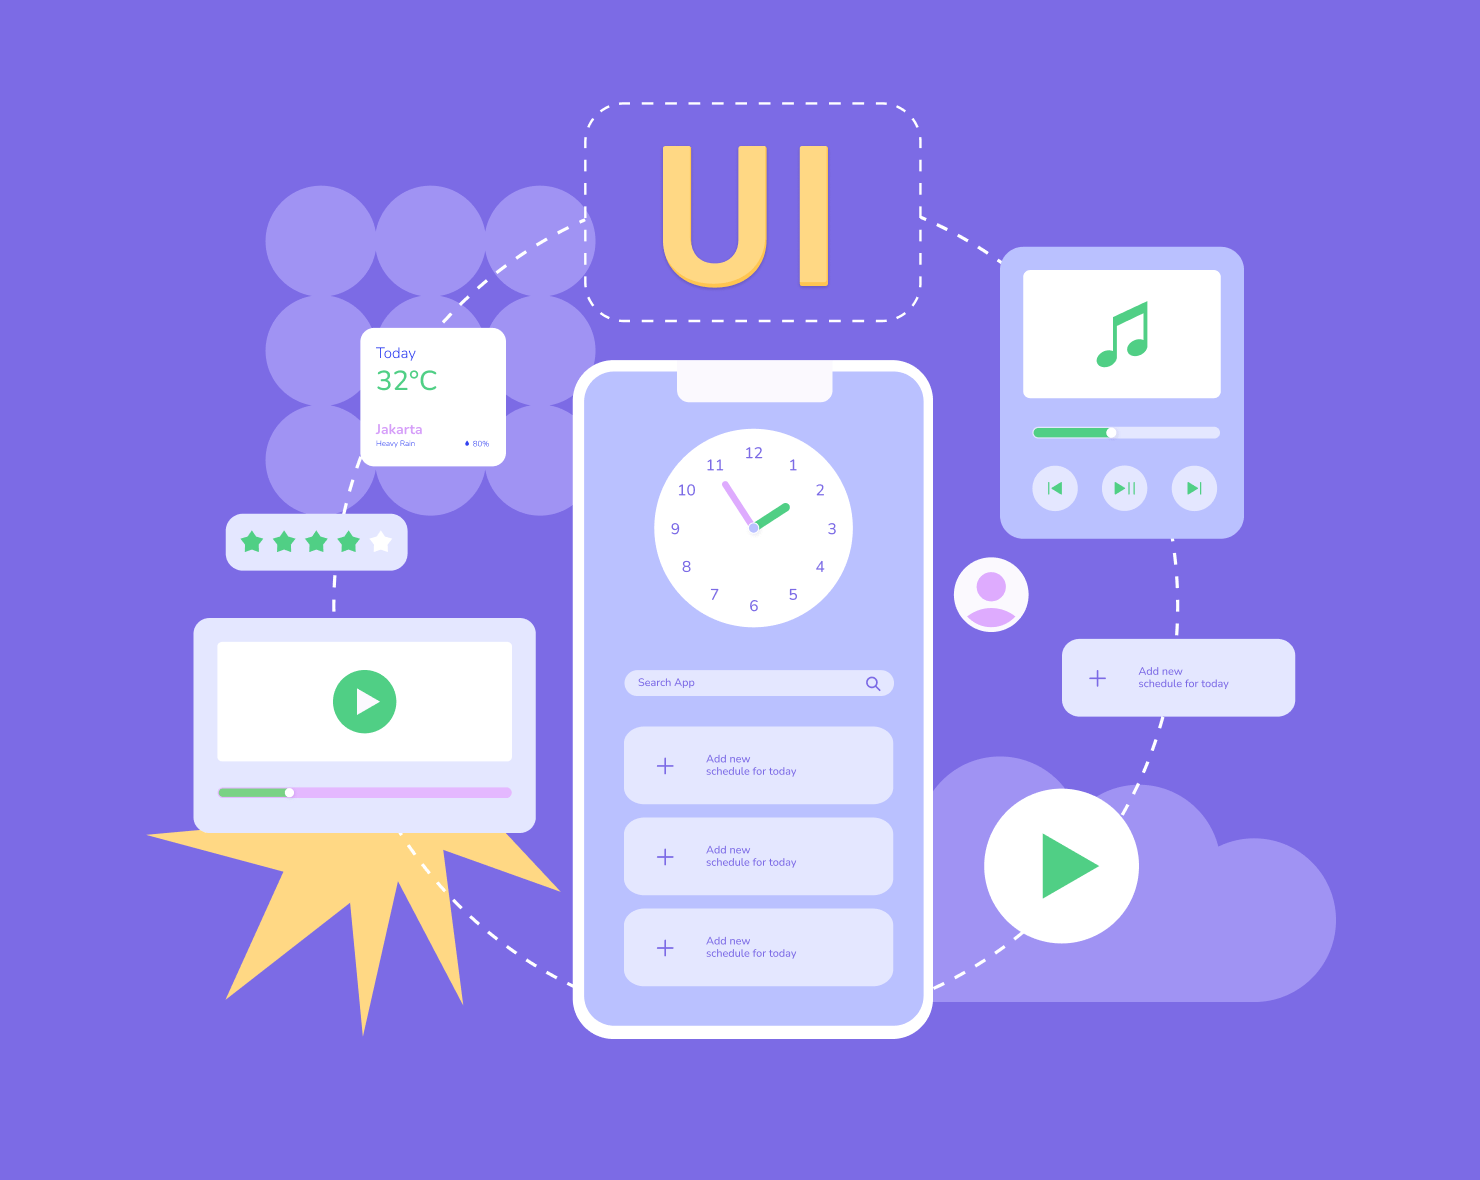 UI
Today
32°C
Jakarta
Heavy Rain 80%
12
11 1
10 2
9 3
8 4
7 5
6
Search App
Add new
schedule for today
Add new
schedule for today
Add new
schedule for today
Add new
schedule for today